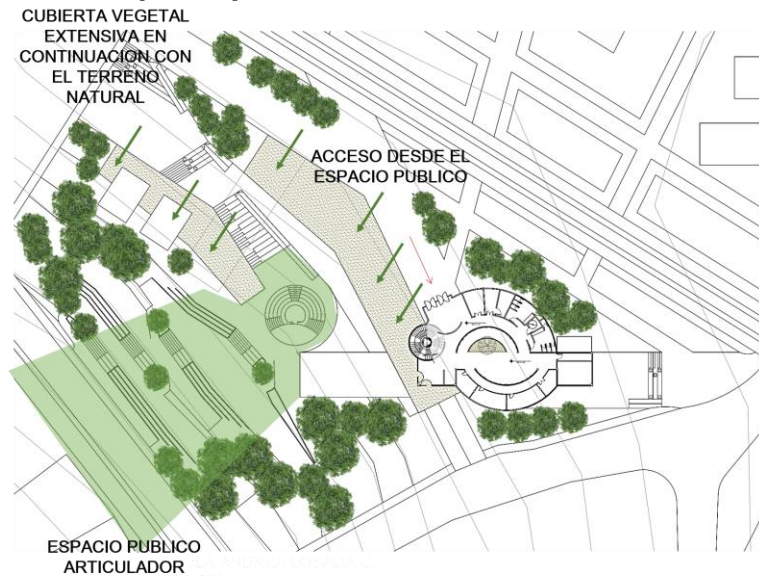 CUBIERTA VEGETAL
EXTENSIVA EN
CONTINUACION CON
EL TERRENO
NATURAL
ACCESO DESDE EL
ESPACIO PUBLICO
ESPACIO PUBLICO
ARTICULADOR